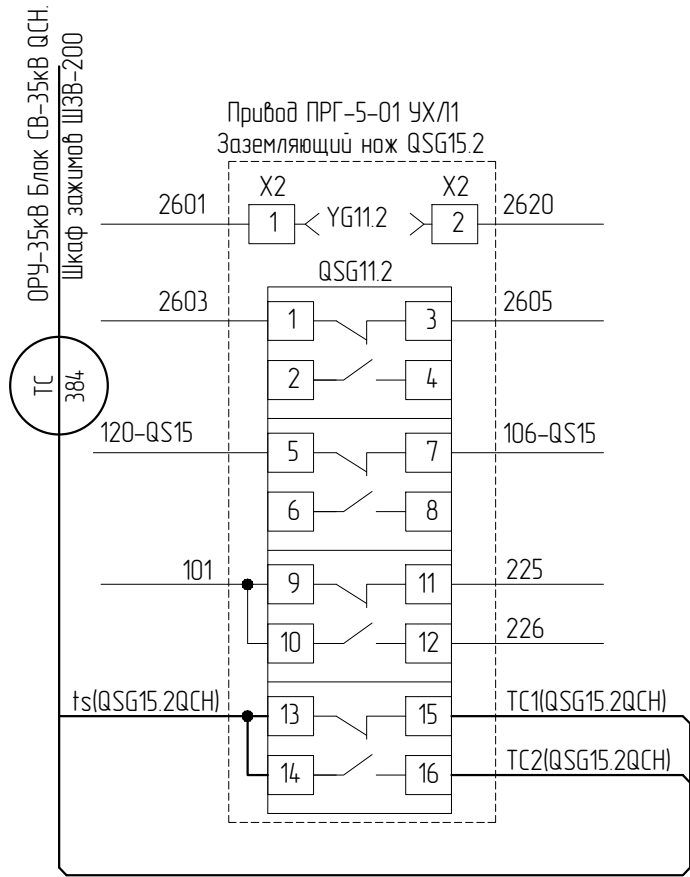 ОРУ-35кВ Блок СВ-35кВ QCH.
Шкаф зажимов ШЗВ-200
Привод ПРГ-5-01 УХЛ1
Заземляющий нож QSG15.2
X2 X2
2601 1 YG11.2 2 2620
QSG11.2
2603 1 3 2605
2 4
ТС 384
120-QS15 5 7 106-QS15
6 8
101 9 11 225
10 12 226
ts(QSG15.2QCH) 13 15 TC1(QSG15.2QCH)
14 16 TC2(QSG15.2QCH)